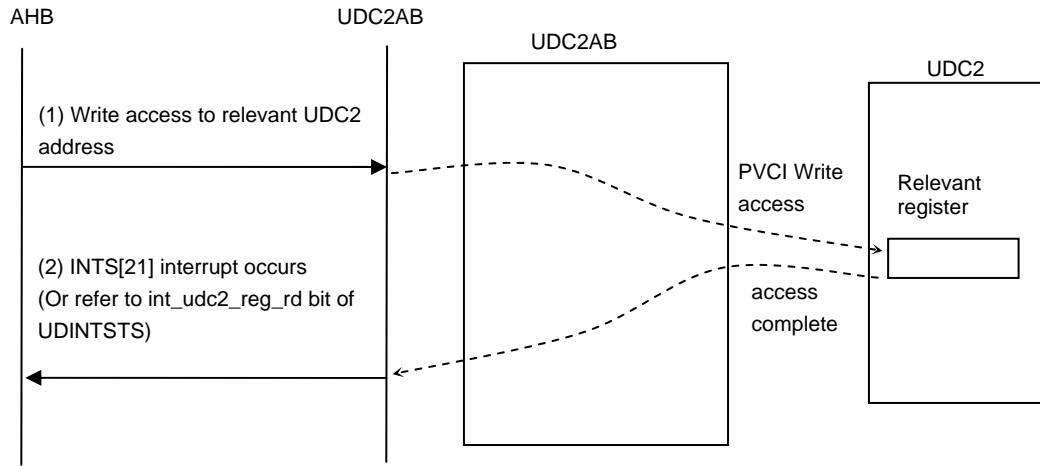 AHB
UDC2AB
UDC2AB
UDC2
(1) Write access to relevant UDC2
address
PVCI Write
access
Relevant
register
(2) INTS[21] interrupt occurs
(Or refer to int_udc2_reg_rd bit of
UDINTSTS)
access
complete